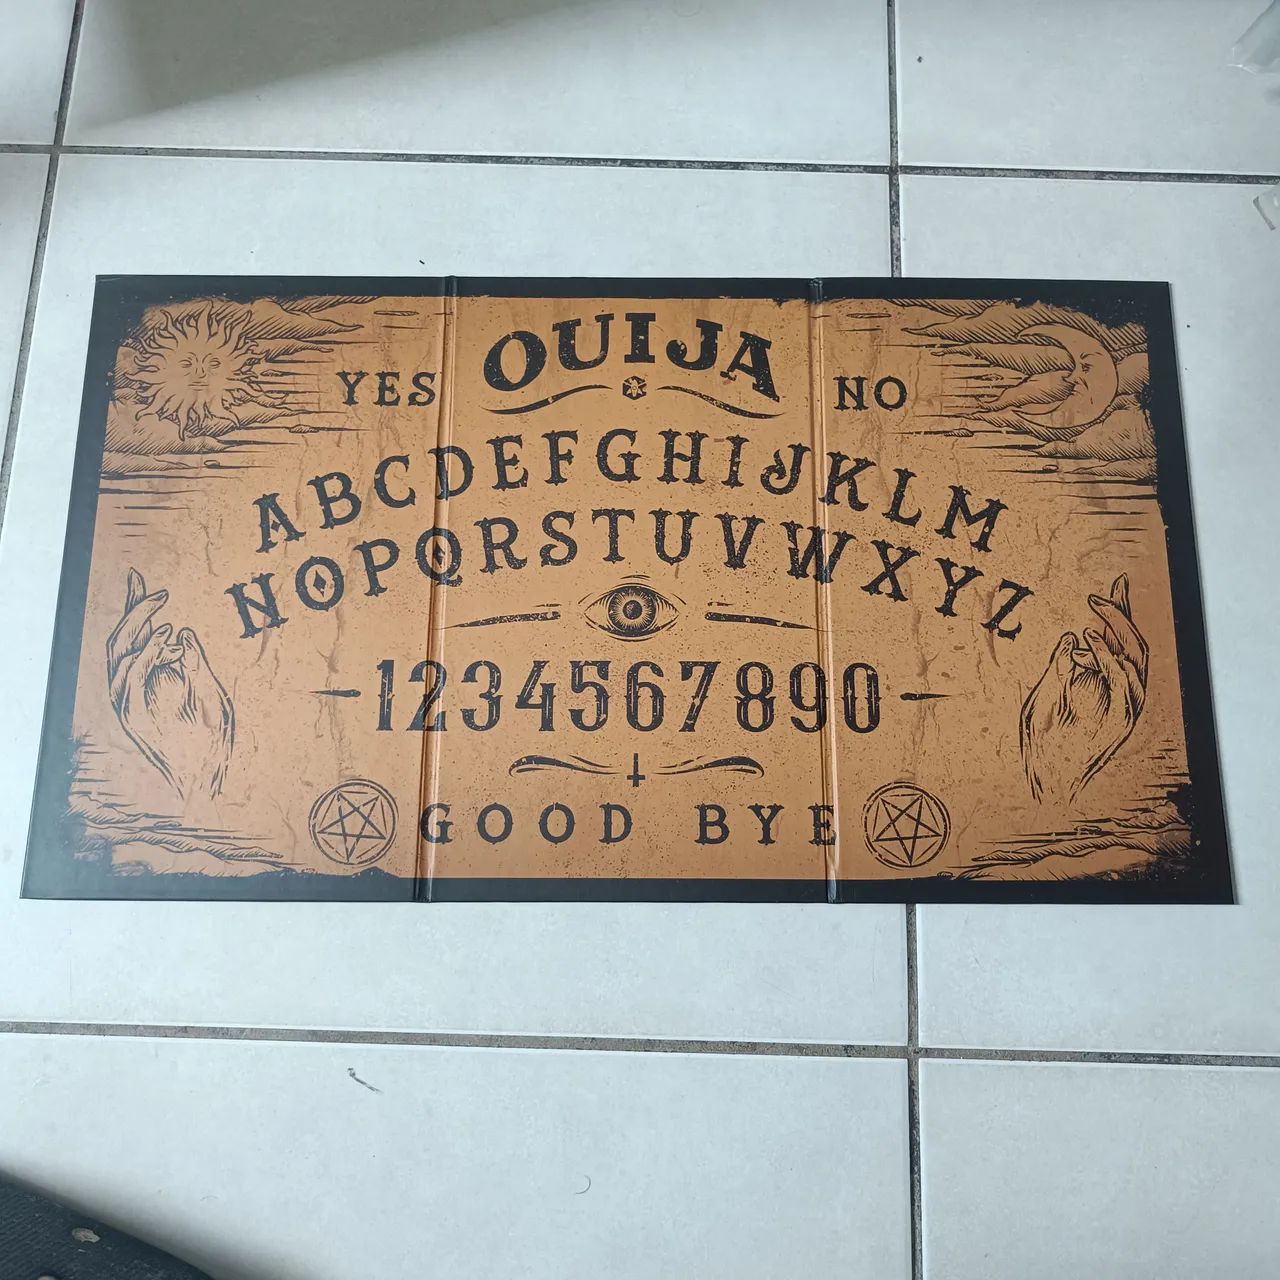 OUIJA
YES NO
ABCDEFGHIJKLM
NOPQRSTUVWXYZ
1234567890
GOOD BYE